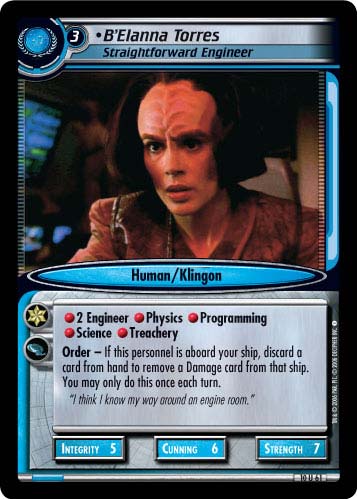 3
•B'Elanna Torres
Straightforward Engineer
Human/Klingon
2 Engineer Physics Programming
Science Treachery
Order – If this personnel is aboard your ship, discard a
card from hand to remove a Damage card from that ship.
You may only do this once each turn.
"I think I know my way around an engine room."
INTEGRITY 5 CUNNING 6 STRENGTH 7
10 U 61